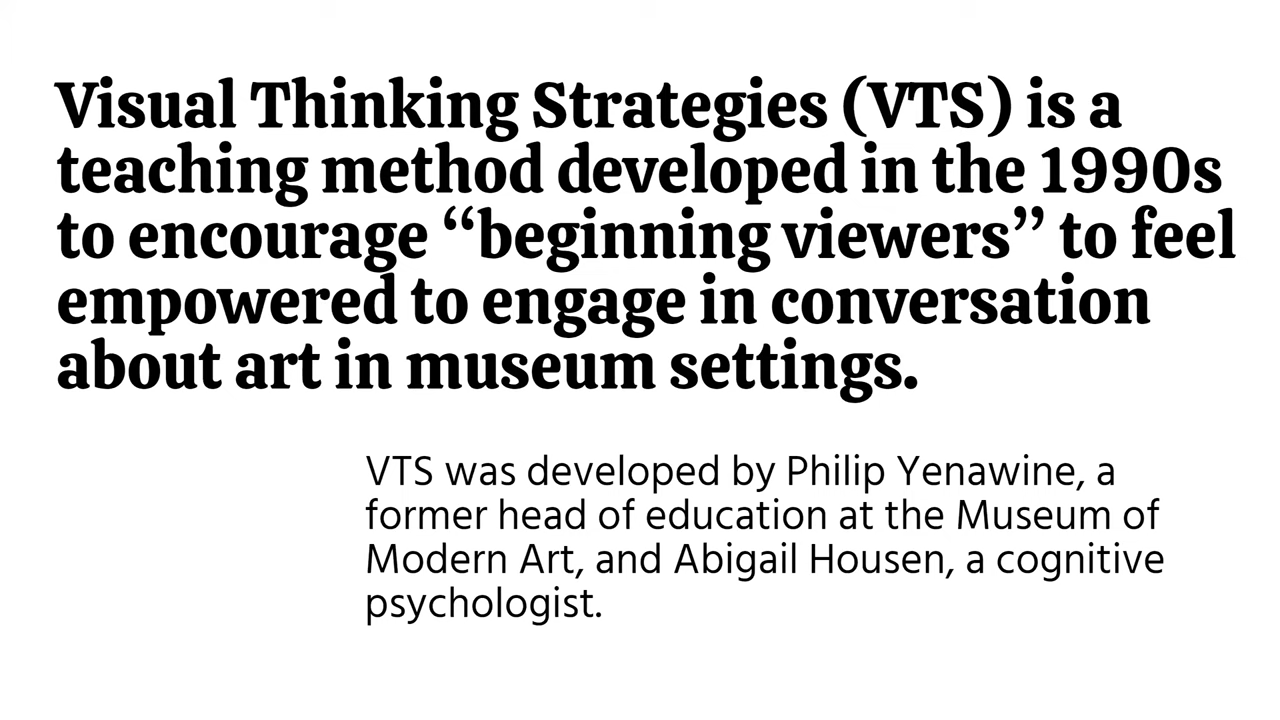 Visual Thinking Strategies (VTS) is a
teaching method developed in the 1990s
to encourage “beginning viewers” to feel
empowered to engage in conversation
about art in museum settings.
VTS was developed by Philip Yenawine, a
former head of education at the Museum of
Modern Art, and Abigail Housen, a cognitive
psychologist.